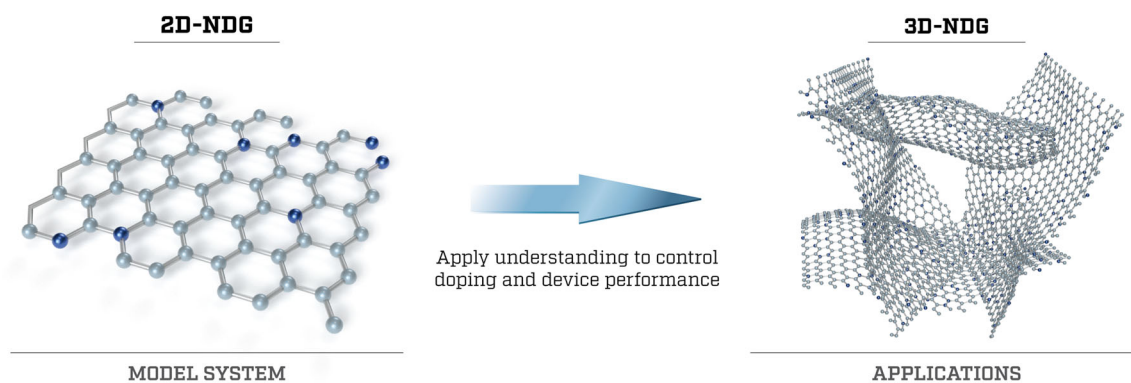 2D-NDG
3D-NDG
Apply understanding to control
doping and device performance
MODEL SYSTEM
APPLICATIONS